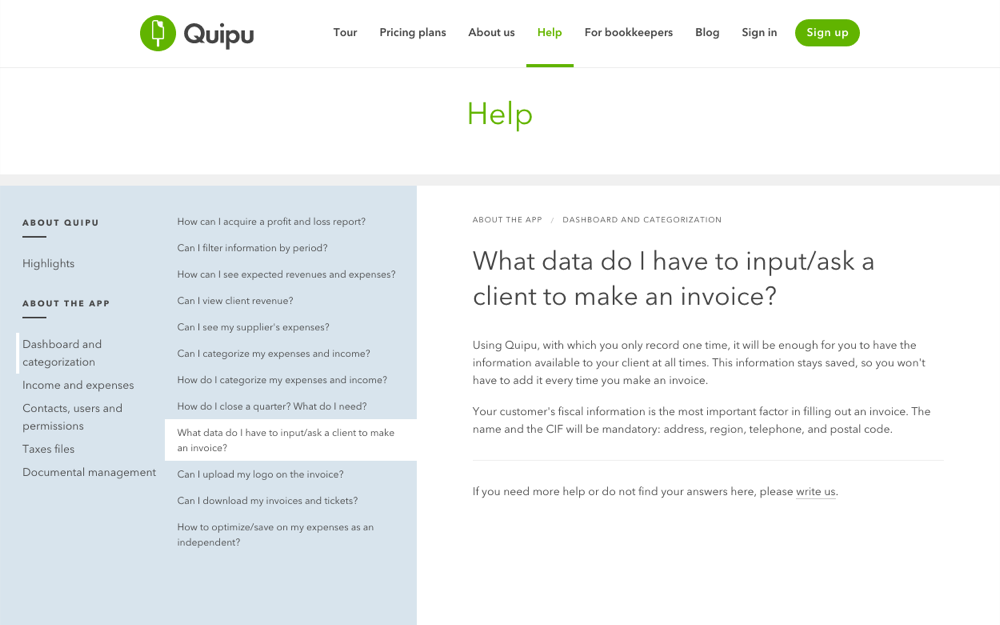 Quipu
Tour
Pricing plans
About us
Help
For bookkeepers
Blog
Sign in
Sign up
Help
ABOUT QUIPU
Highlights
ABOUT THE APP
Dashboard and
categorization
Income and expenses
Contacts, users and
permissions
Taxes files
Documental management
How can I acquire a profit and loss report?
Can I filter information by period?
How can I see expected revenues and expenses?
Can I view client revenue?
Can I see my supplier's expenses?
Can I categorize my expenses and income?
How do I categorize my expenses and income?
How do I close a quarter? What do I need?
What data do I have to input/ask a client to make
an invoice?
Can I upload my logo on the invoice?
Can I download my invoices and tickets?
How to optimize/save on my expenses as an
independent?
ABOUT THE APP / DASHBOARD AND CATEGORIZATION
What data do I have to input/ask a
client to make an invoice?
Using Quipu, with which you only record one time, it will be enough for you to have the
information available to your client at all times. This information stays saved, so you won't
have to add it every time you make an invoice.
Your customer's fiscal information is the most important factor in filling out an invoice. The
name and the CIF will be mandatory: address, region, telephone, and postal code.
If you need more help or do not find your answers here, please write us.